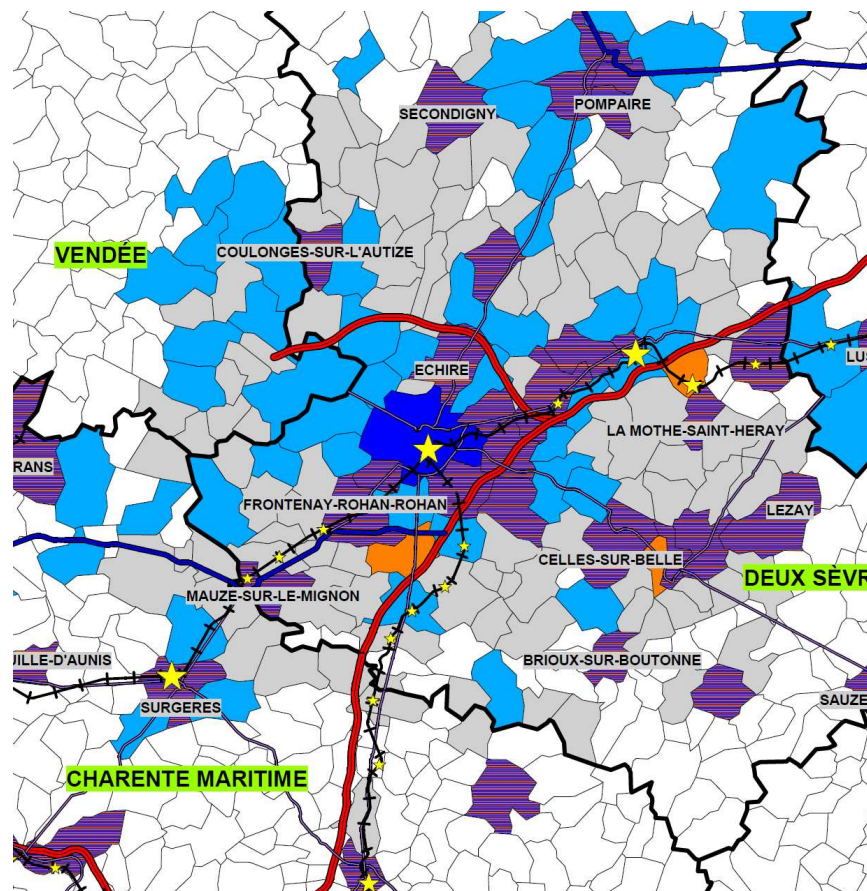 POMPAIRE
SECONDIGNY
VENDÉE
COULONGES-SUR-L'AUTIZE
ECHIRE
LUS
LA MOTHE-SAINT-HERAY
RANS
FRONTENAY-ROHAN-ROHAN
LEZAY
CELLES-SUR-BELLE
DEUX SÈVR
MAUZE-SUR-LE-MIGNON
UILLE-D'AUNIS
BRIOUX-SUR-BOUTONNE
SAUZE
SURGERES
CHARENTE MARITIME